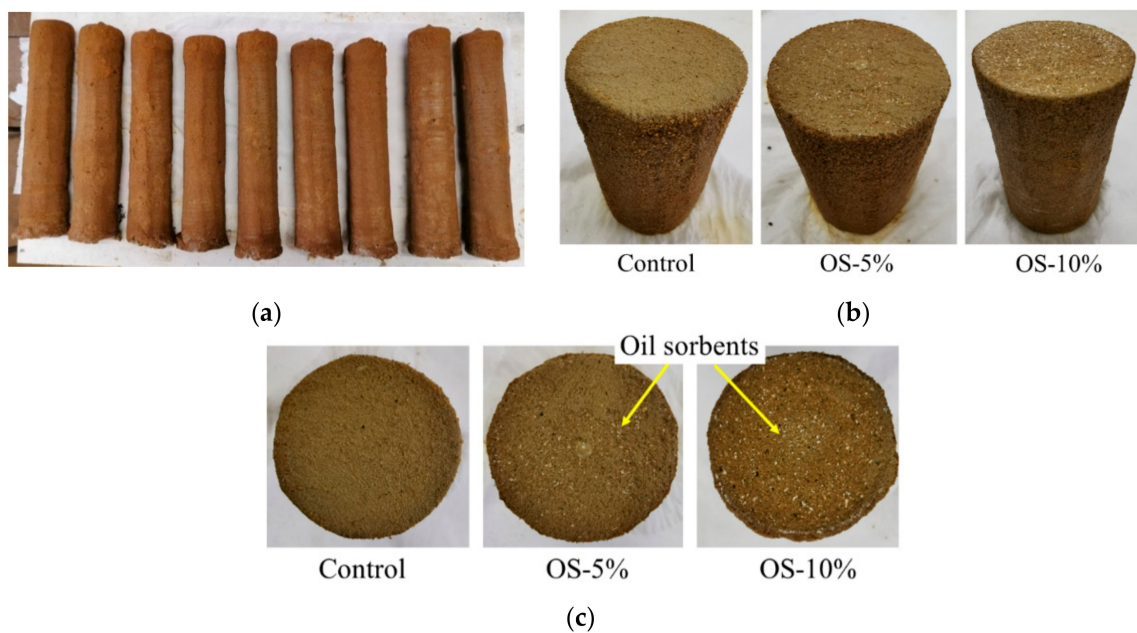 Control
OS-5%
OS-10%
(a)
(b)
Oil sorbents
Control
OS-5%
OS-10%
(c)